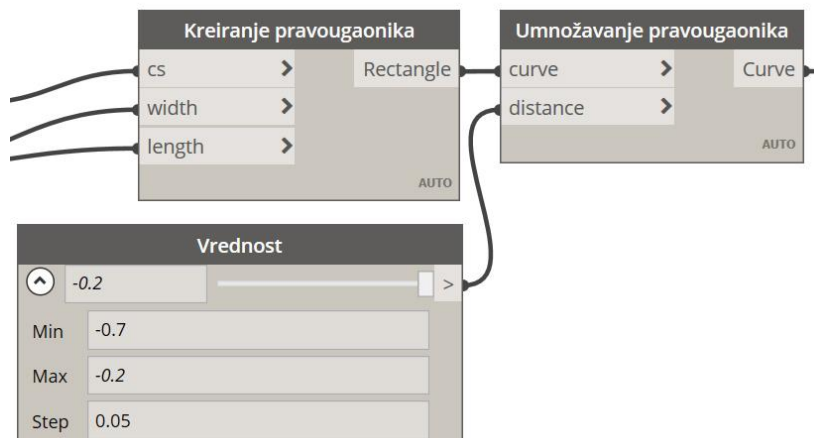 Kreiranje pravougaonika
cs > Rectangle
width >
length >
AUTO
Umnožavanje pravougaonika
curve > Curve
distance >
AUTO
Vrednost
-0.2 >
Min -0.7
Max -0.2
Step 0.05